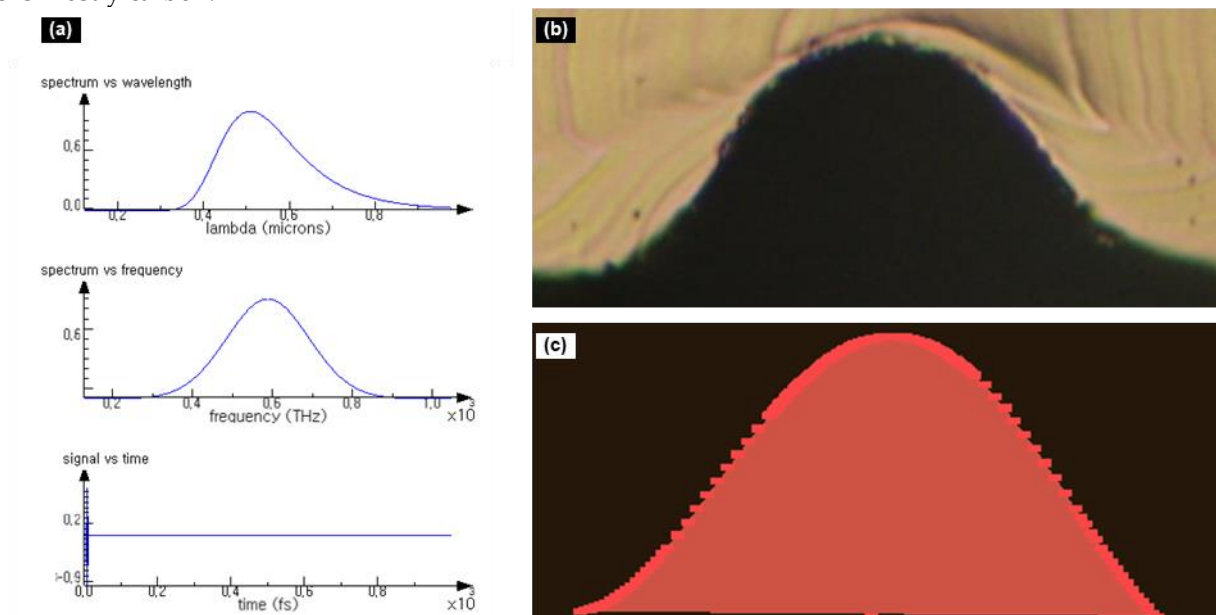 (a)
spectrum vs wavelength
0,6
0,0
0,2 0,4 0,6 0,8
lambda (microns)
spectrum vs frequency
0,6
0,2 0,4 0,6 0,8 1,0
frequency (THz) x10 3
signal vs time
0,2
-0,9
0,0 0,2 0,4 0,6 0,8
time (fs) x10 3
(b)
(c)